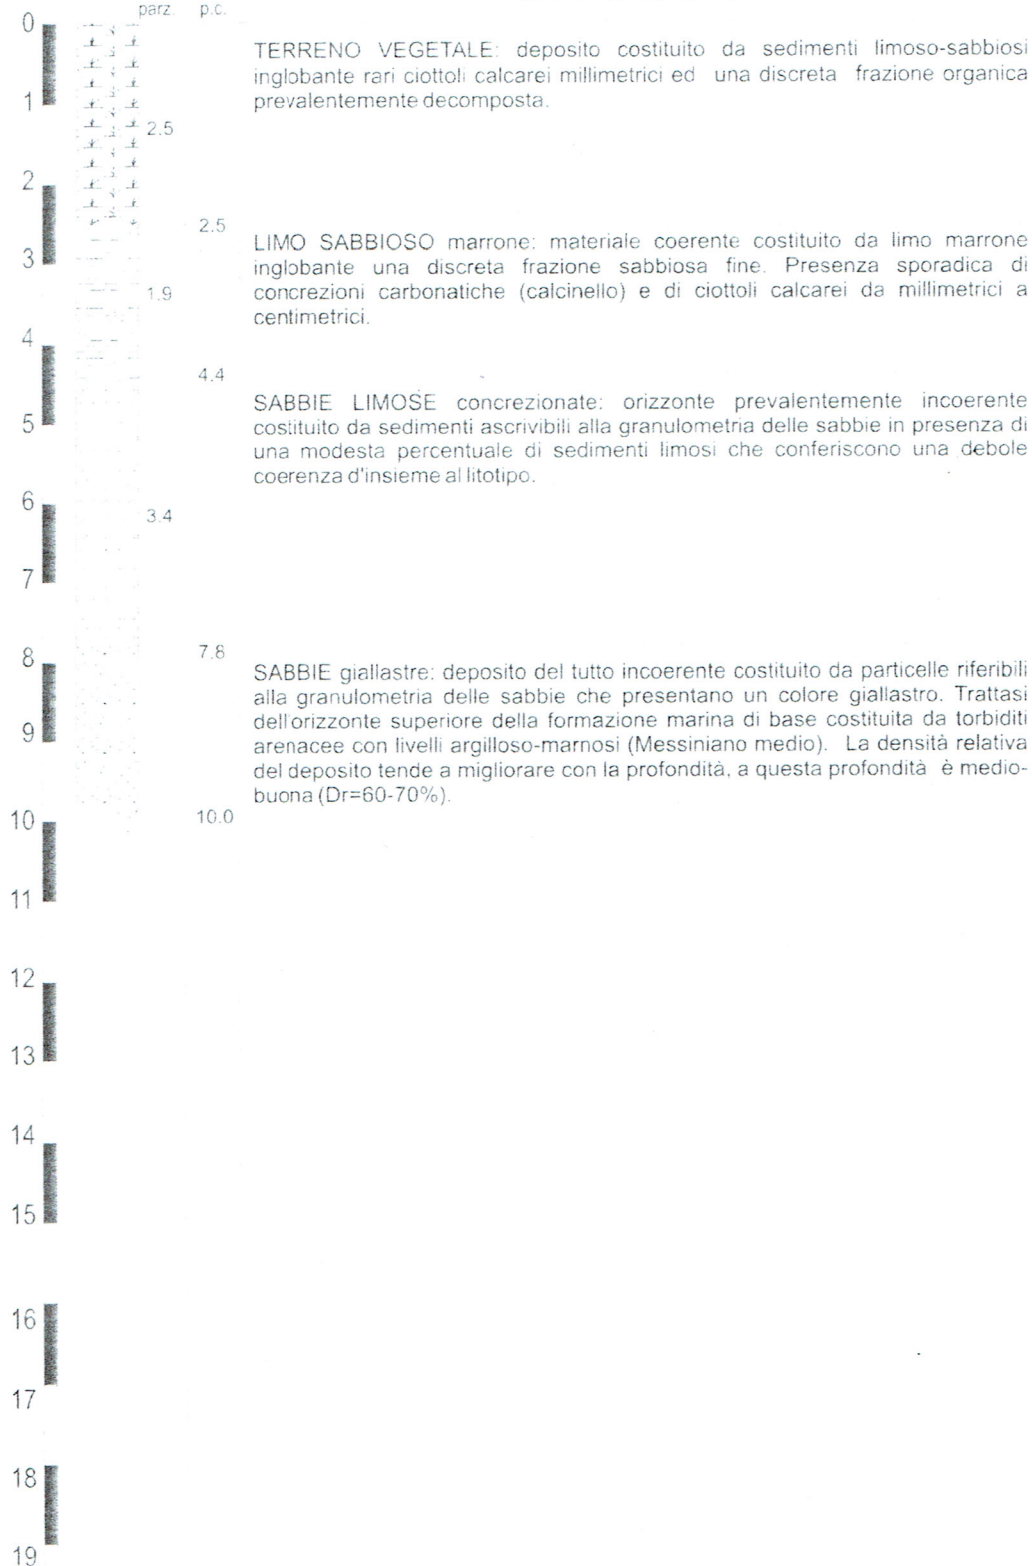 parz. p.c.
0
TERRENO VEGETALE: deposito costituito da sedimenti limoso-sabbiosi
inglobante rari ciottoli calcarei millimetrici ed una discreta frazione organica
1
prevalentemente decomposta.
2.5
2
2.5
LIMO SABBIOSO marrone: materiale coerente costituito da limo marrone
3
inglobante una discreta frazione sabbiosa fine. Presenza sporadica di
1.9
concrezioni carbonatiche (calcinello) e di ciottoli calcarei da millimetrici a
centimetrici.
4
4.4
SABBIE LIMOSE concrezionate: orizzonte prevalentemente incoerente
5
costituito da sedimenti ascrivibili alla granulometria delle sabbie in presenza di
una modesta percentuale di sedimenti limosi che conferiscono una debole
coerenza d'insieme al litotipo.
6
3.4
7
8
7.8
SABBIE giallastre: deposito del tutto incoerente costituito da particelle riferibili
alla granulometria delle sabbie che presentano un colore giallastro. Trattasi
dell'orizzonte superiore della formazione marina di base costituita da torbiditi
9
arenacee con livelli argilloso-marnosi (Messiniano medio). La densità relativa
del deposito tende a migliorare con la profondità, a questa profondità è medio-
buona (Dr=60-70%).
10
10.0
11
12
13
14
15
16
17
18
19